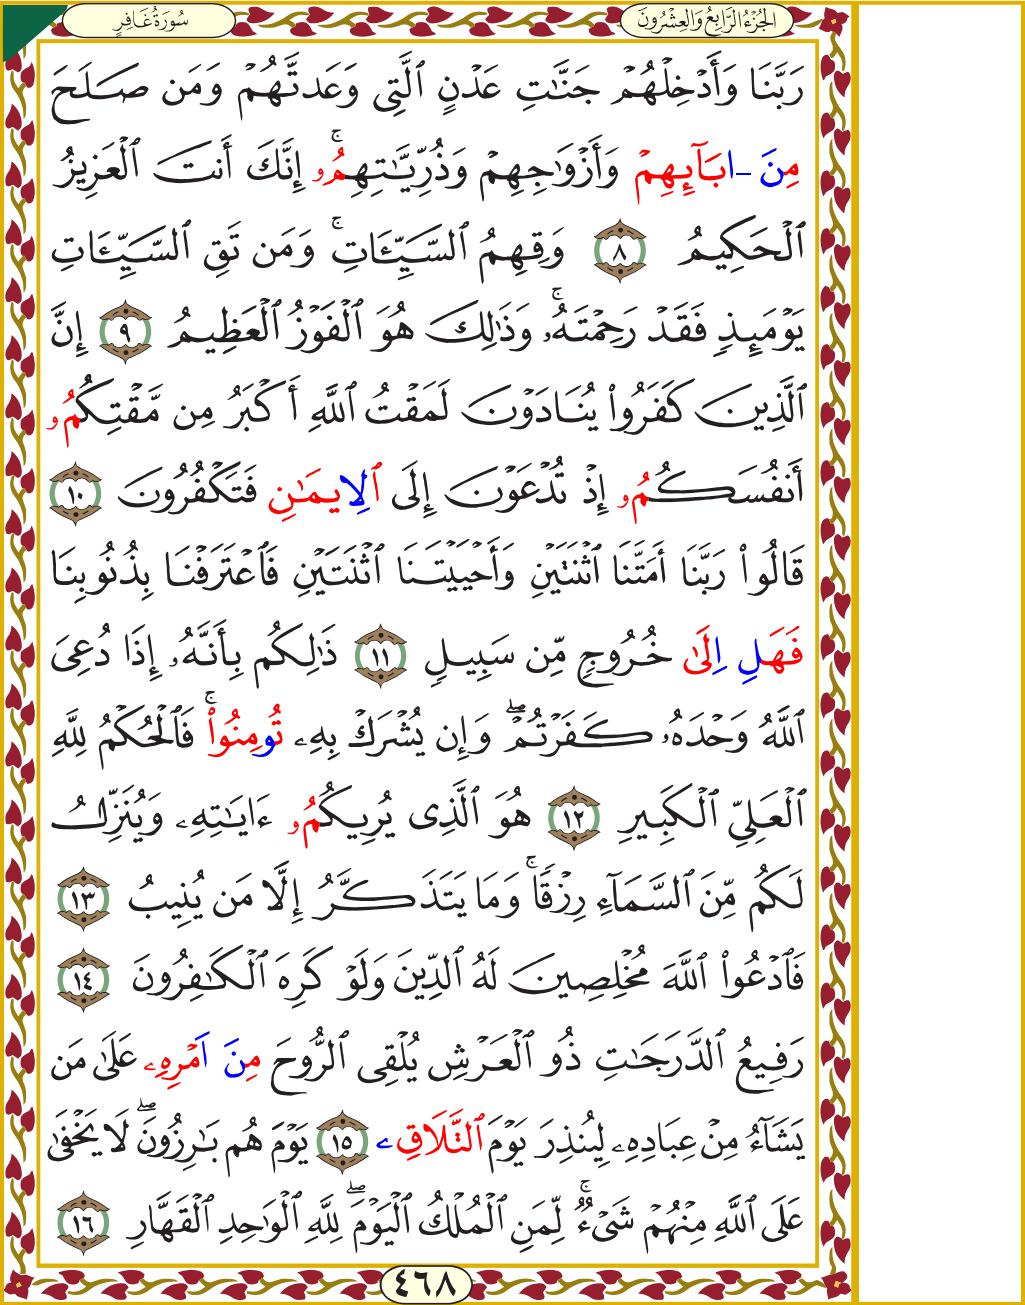 سُورَةُ غَافِرٍ
الجُزْءُ الرَّابِعُ وَالعِشْرُونَ
رَبَّنَا وَأَدْخِلْهُمْ جَنَّٰتِ عَدْنٍ ٱلَّتِى وَعَدتَّهُمْ وَمَن صَلَحَ
مِنَ ـ ابَآئِهِمْ وَأَزْوَٰجِهِمْ وَذُرِّيَّٰتِهِمُۥٓۚ إِنَّكَ أَنتَ ٱلْعَزِيزُ
ٱلْحَكِيمُ ٨ وَقِهِمُ ٱلسَّيِّـَٔاتِۚ وَمَن تَقِ ٱلسَّيِّـَٔاتِ
يَوْمَئِذٍ فَقَدْ رَحِمْتَهُۥۚ وَذَٰلِكَ هُوَ ٱلْفَوْزُ ٱلْعَظِيمُ ٩ إِنَّ
ٱلَّذِينَ كَفَرُوا۟ يُنَادَوْنَ لَمَقْتُ ٱللَّهِ أَكْبَرُ مِن مَّقْتِكُمُۥٓ
أَنفُسَكُمُۥٓ إِذْ تُدْعَوْنَ إِلَى ٱلِايمَٰنِ فَتَكْفُرُونَ ١٠
قَالُوا۟ رَبَّنَا أَمَتَّنَا ٱثْنَتَيْنِ وَأَحْيَيْتَنَا ٱثْنَتَيْنِ فَٱعْتَرَفْنَا بِذُنُوبِنَا
فَهَلِ اِلَىٰ خُرُوجٍ مِّن سَبِيلٍ ١١ ذَٰلِكُم بِأَنَّهُۥ إِذَا دُعِىَ
ٱللَّهُ وَحْدَهُۥ كَفَرْتُمْۖ وَإِن يُشْرَكْ بِهِۦ تُومِنُوا۟ۚ فَٱلْحُكْمُ لِلَّهِ
ٱلْعَلِىِّ ٱلْكَبِيرِ ١٢ هُوَ ٱلَّذِى يُرِيكُمُۥٓ ءَايَٰتِهِۦ وَيُنَزِّلُ
لَكُم مِّنَ ٱلسَّمَآءِ رِزْقًاۚ وَمَا يَتَذَكَّرُ إِلَّا مَن يُنِيبُ ١٣
فَٱدْعُوا۟ ٱللَّهَ مُخْلِصِينَ لَهُ ٱلدِّينَ وَلَوْ كَرِهَ ٱلْكَٰفِرُونَ ١٤
رَفِيعُ ٱلدَّرَجَٰتِ ذُو ٱلْعَرْشِ يُلْقِى ٱلرُّوحَ مِنَ اَمْرِهِۦ عَلَىٰ مَن
يَشَآءُ مِنْ عِبَادِهِۦ لِيُنذِرَ يَوْمَ ٱلتَّلَاقِۦ ١٥ يَوْمَ هُم بَٰرِزُونَۖ لَا يَخْفَىٰ
عَلَى ٱللَّهِ مِنْهُمْ شَىْءٌۚ لِّمَنِ ٱلْمُلْكُ ٱلْيَوْمَۖ لِلَّهِ ٱلْوَٰحِدِ ٱلْقَهَّارِ ١٦
٤٦٨